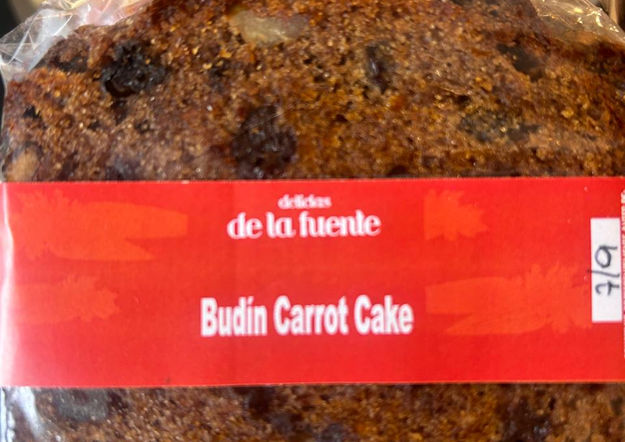 delicias
de la fuente
Budín Carrot Cake
7/9